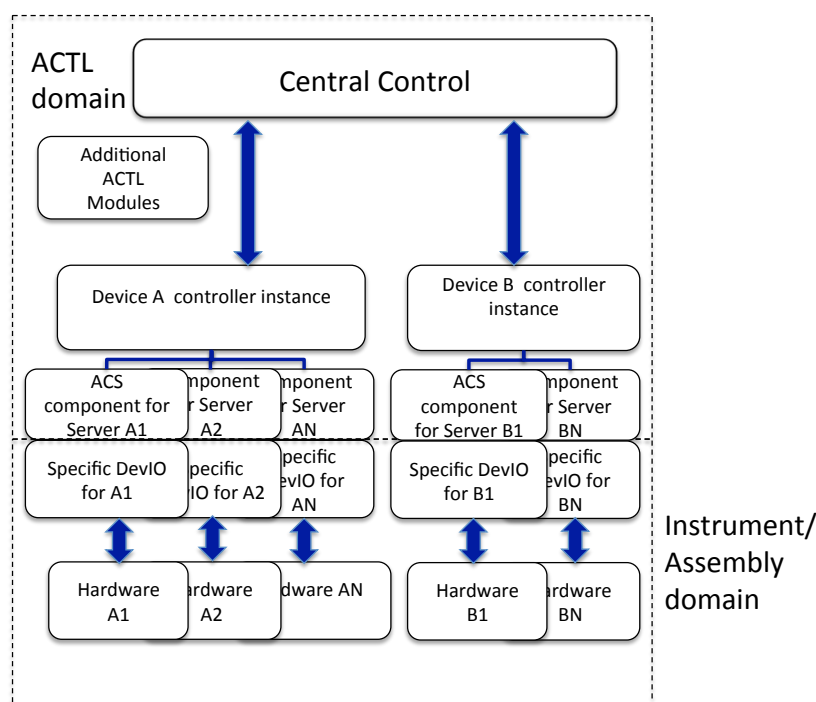 ACTL
domain
Central Control
Additional
ACTL
Modules
Device A controller instance
Device B controller
instance
ACS
component for
Server A1
mponent
r Server
A2
mponent
Server
AN
ACS
component
for Server B1
mponent
Server
BN
Specific DevIO
for A1
pecific
IO for A2
pecific
evIO for
AN
Specific DevIO
for B1
pecific
evIO for
BN
Instrument/
Assembly
domain
Hardware
A1
ardware
A2
dware AN
Hardware
B1
ardware
BN